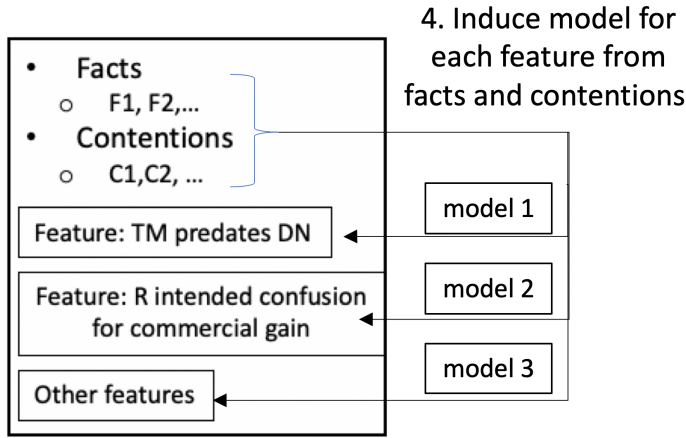 4. Induce model for
each feature from
facts and contentions
• Facts
o F1, F2,...
• Contentions
o C1,C2, ...
Feature: TM predates DN
Feature: R intended confusion
for commercial gain
Other features
model 1
model 2
model 3